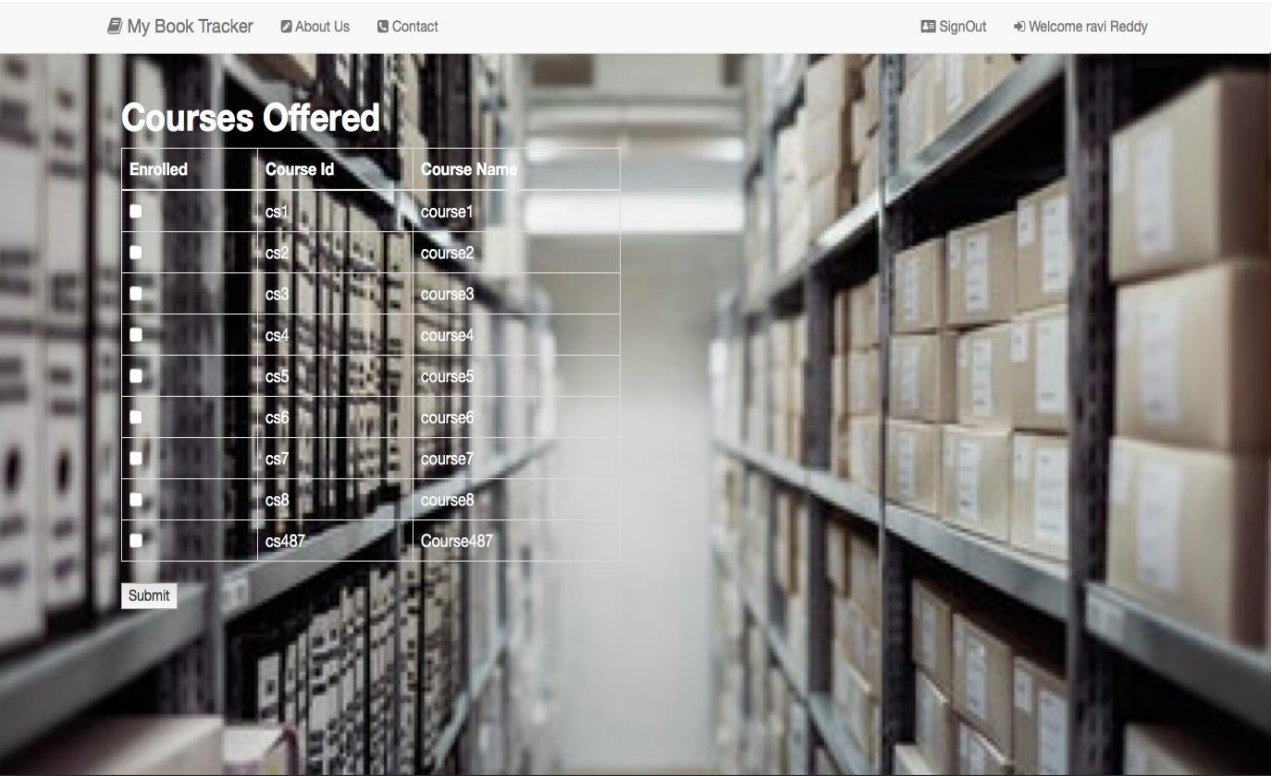 My Book Tracker About Us Contact SignOut Welcome ravi Reddy
Courses Offered
Enrolled Course Id Course Name
cs1 course1
cs2 course2
cs3 course3
cs4 course4
cs5 course5
cs6 course6
cs7 course7
cs8 course8
cs487 Course487
Submit